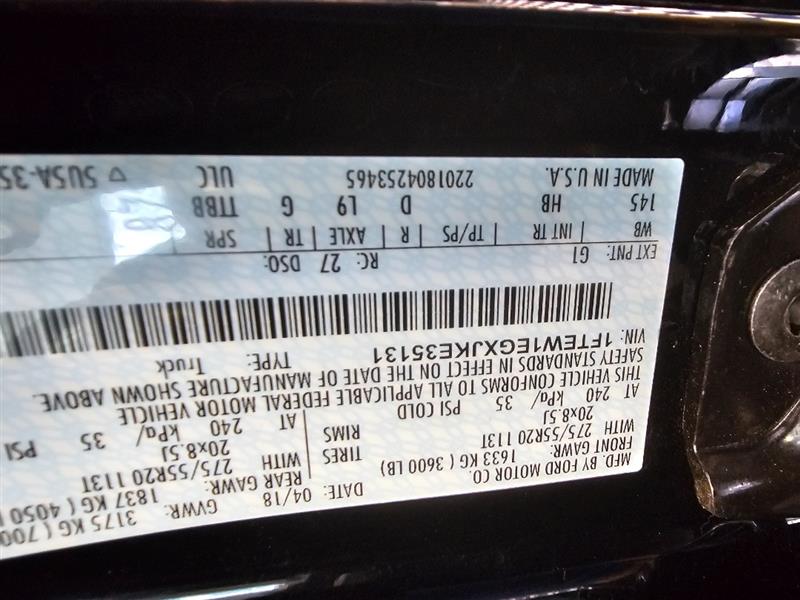 MFD. BY FORD MOTOR CO.
DATE: 04/18 GVWR: 3175 KG
FRONT GAWR: REAR GAWR: 1837 KG ( 4050
1633 KG ( 3600 LB)
WITH TIRES WITH
275/55R20 113T 275/55R20 113T
20x8.5J RIMS 20x8.5J
AT 240 kPa/ 35 PSI COLD AT 240 kPa/ 35 PSI
THIS VEHICLE CONFORMS TO ALL APPLICABLE FEDERAL MOTOR VEHICLE
SAFETY STANDARDS IN EFFECT ON THE DATE OF MANUFACTURE SHOWN ABOVE.
VIN: 1FTEW1EGXJKE35131 TYPE: Truck
EXT PNT: G1 RC: 27 DSO:
WB | INT TR | TP/PS | R | AXLE | TR | SPR
145 HB D L9 G TTBB
MADE IN U.S.A. 2201804253465 ULC 5U5A-35